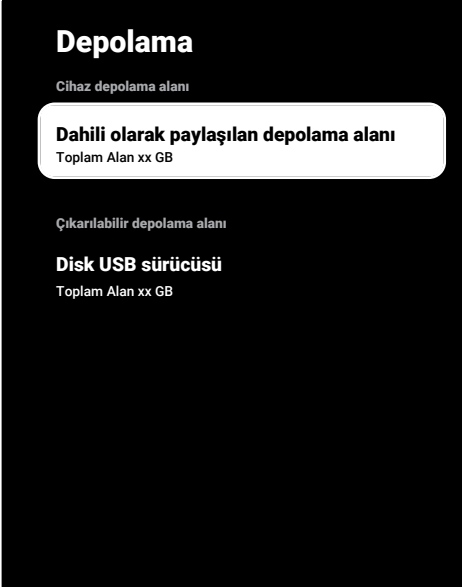 Depolama
Cihaz depolama alanı
Dahili olarak paylaşılan depolama alanı
Toplam Alan xx GB
Çıkarılabilir depolama alanı
Disk USB sürücüsü
Toplam Alan xx GB